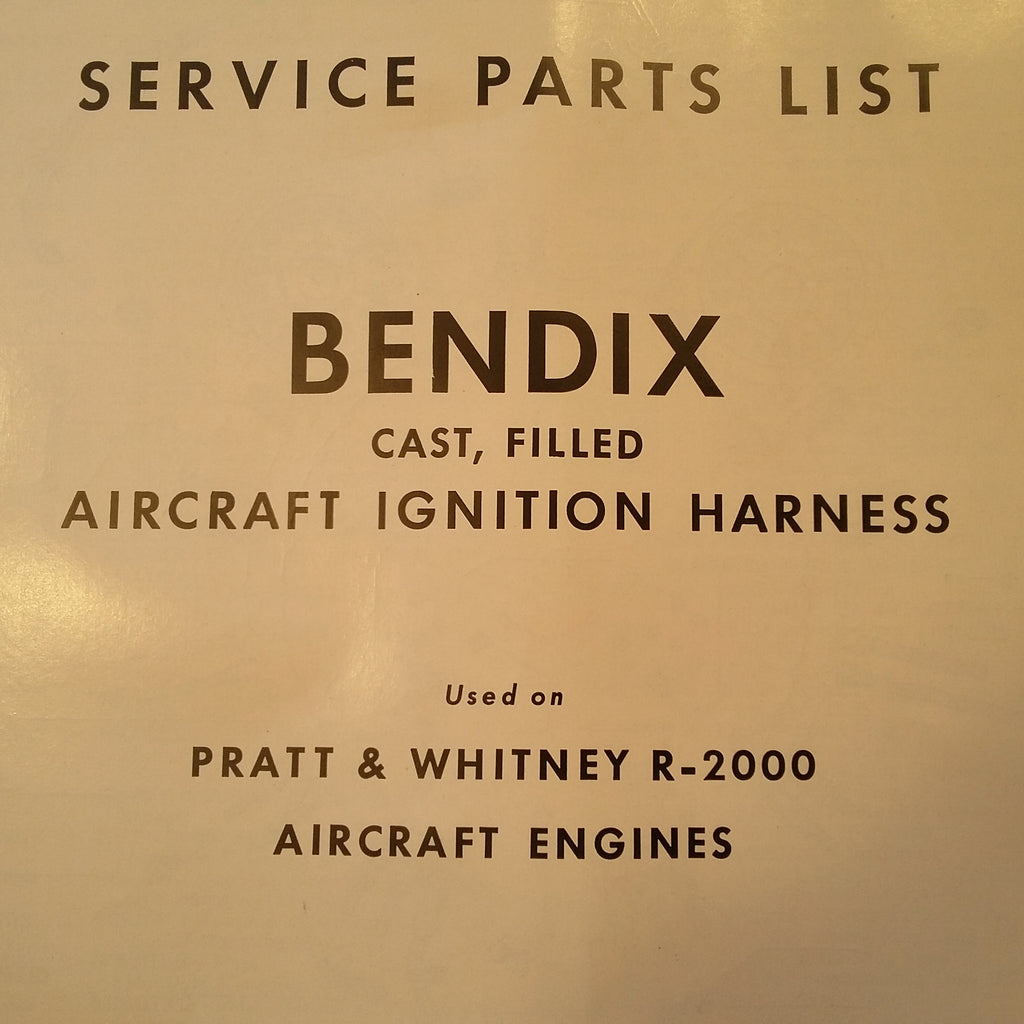 SERVICE PARTS LIST
BENDIX
CAST, FILLED
AIRCRAFT IGNITION HARNESS
Used on
PRATT & WHITNEY R-2000
AIRCRAFT ENGINES